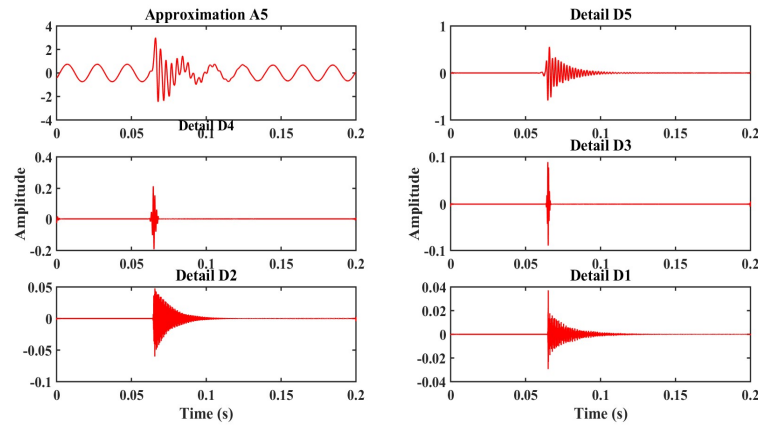 Approximation A5
4
2
0
-2
-4
0 0.05 0.1 0.15 0.2
Detail D5
1
0
-1
0 0.05 0.1 0.15 0.2
Detail D4
Amplitude
0.4
0.2
0
-0.2
0 0.05 0.1 0.15 0.2
Detail D3
Amplitude
0.1
0
-0.1
0 0.05 0.1 0.15 0.2
Detail D2
0.05
0
-0.05
-0.1
0 0.05 0.1 0.15 0.2
Time (s)
Detail D1
0.04
0.02
0
-0.02
-0.04
0 0.05 0.1 0.15 0.2
Time (s)